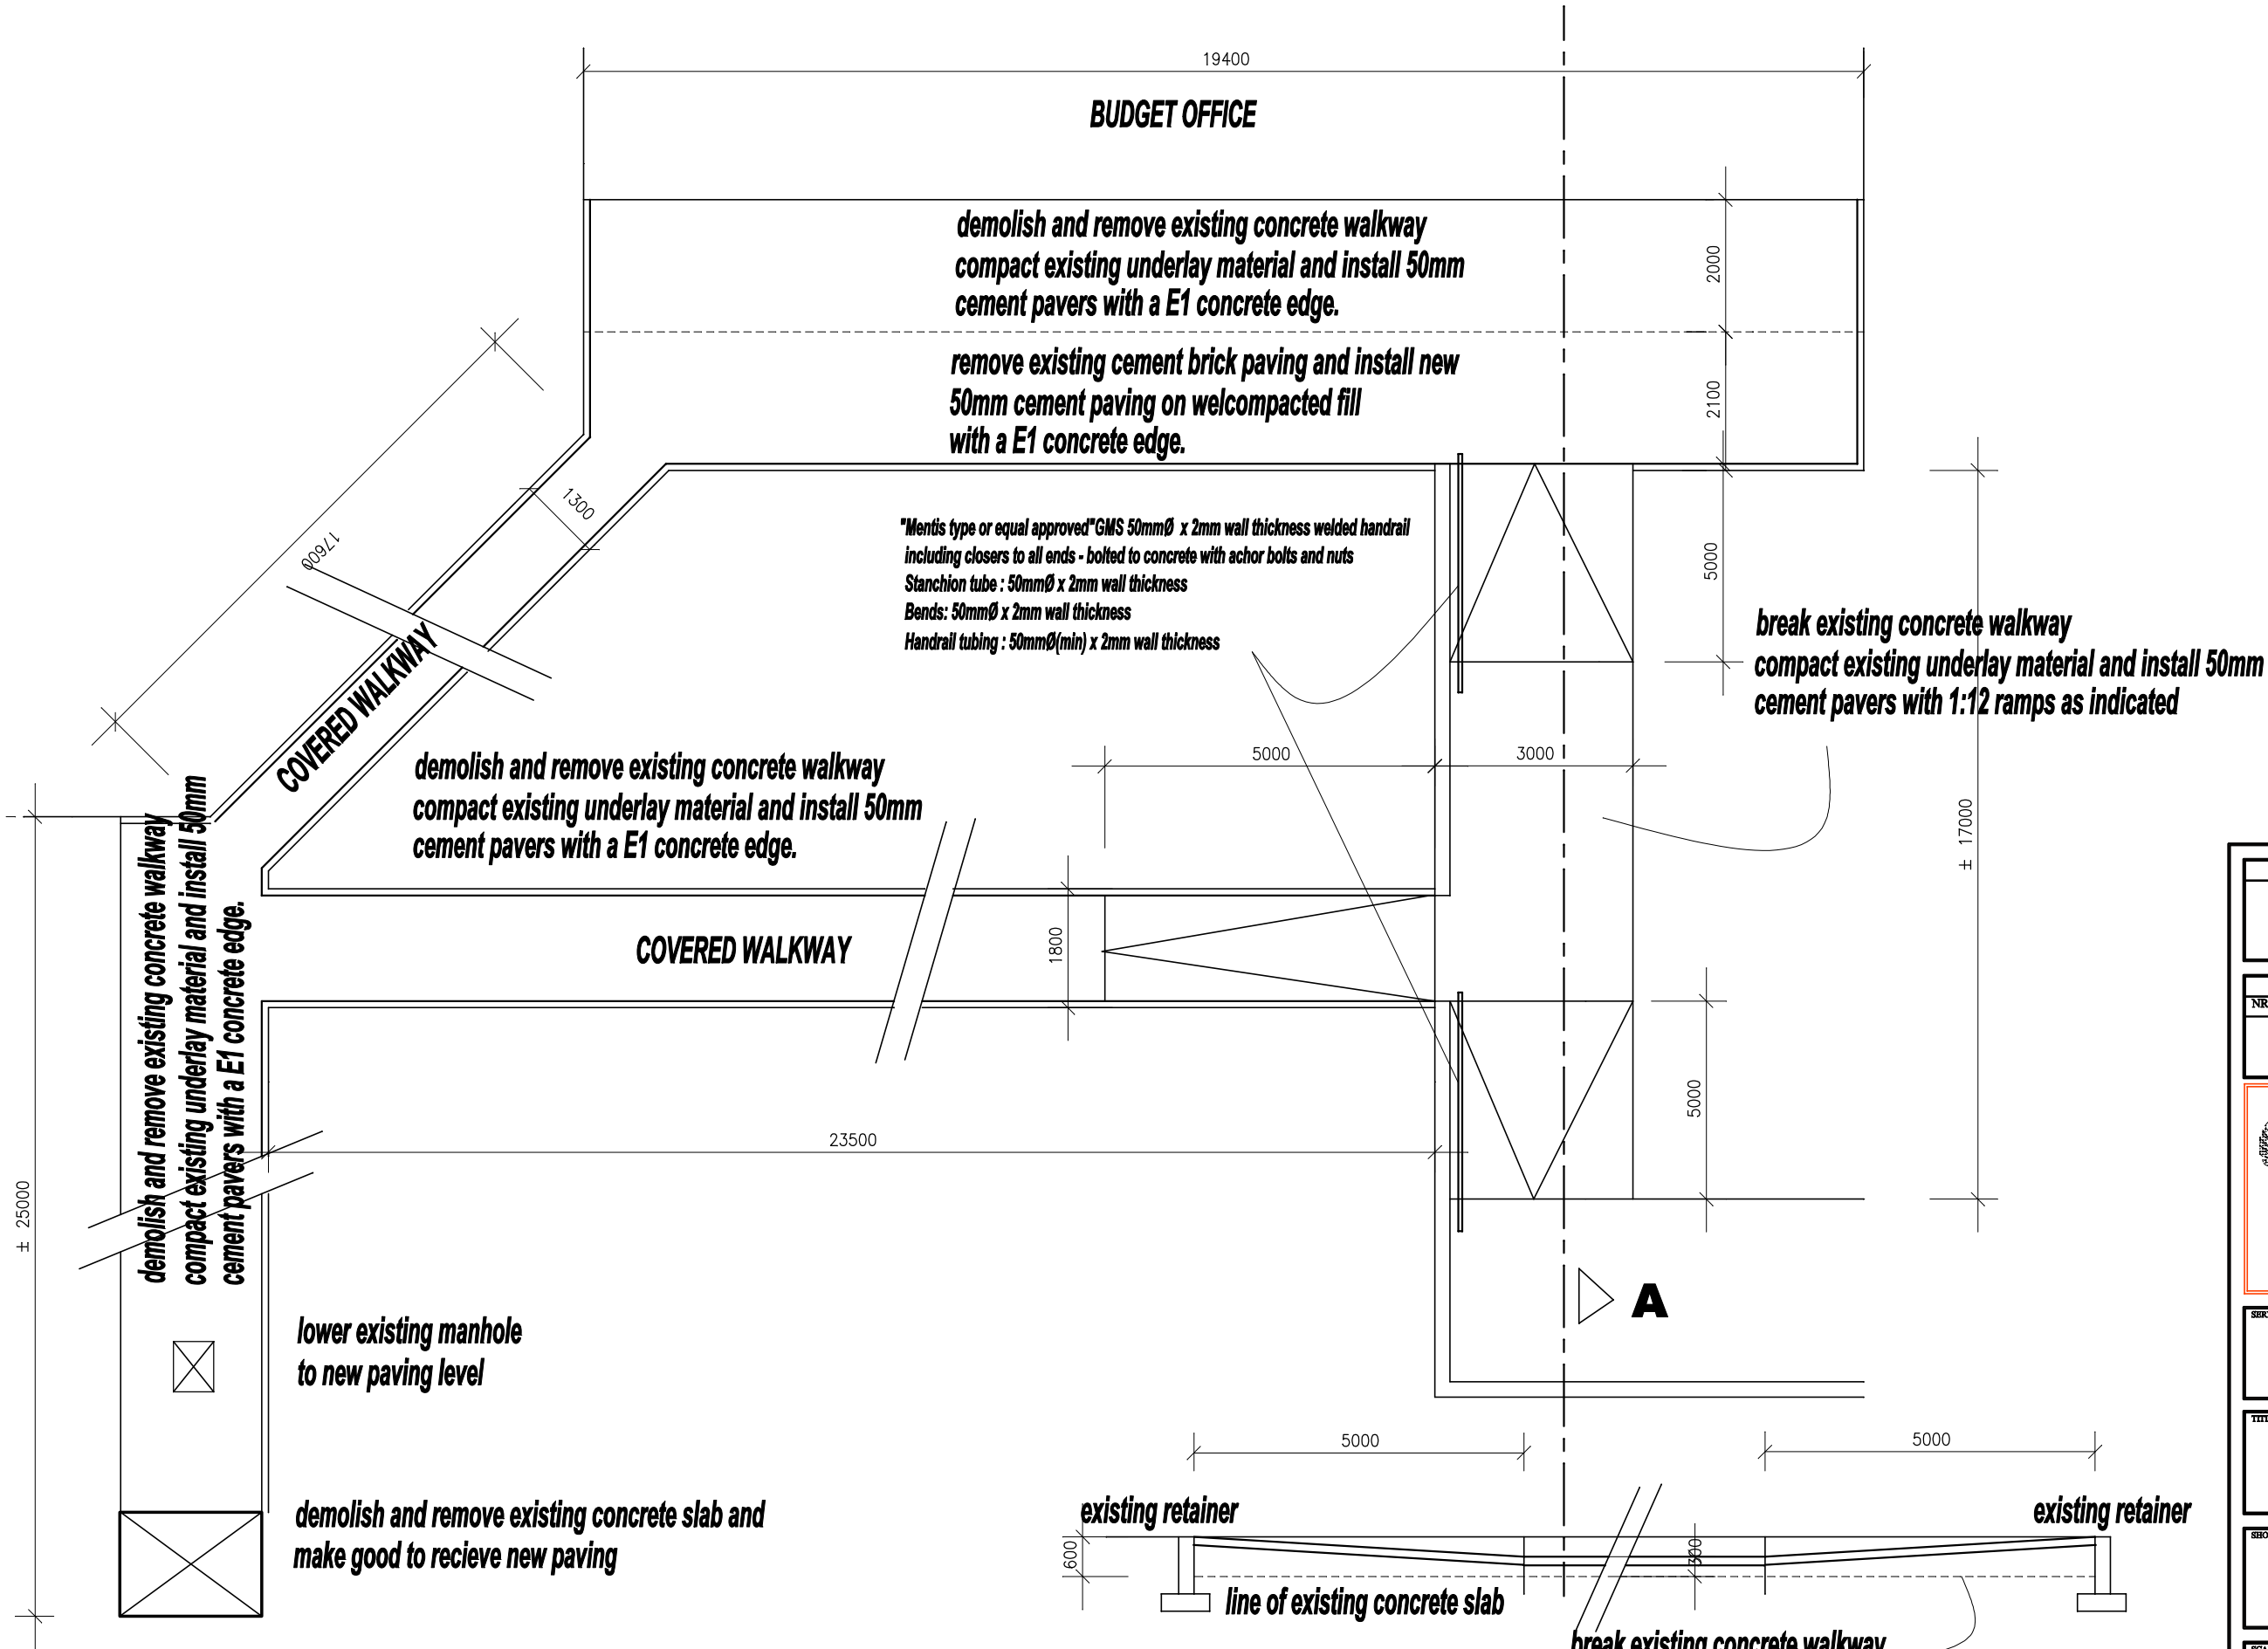 19400
BUDGET OFFICE
demolish and remove existing concrete walkway
compact existing underlay material and install 50mm
cement pavers with a E1 concrete edge.
2000
remove existing cement brick paving and install new
50mm cement paving on welcompacted fill
with a E1 concrete edge.
2100
1300
17600
"Mentis type or equal approved"GMS 50mmØ x 2mm wall thickness welded handrail
including closers to all ends - bolted to concrete with achor bolts and nuts
Stanchion tube : 50mmØ x 2mm wall thickness
Bends: 50mmØ x 2mm wall thickness
Handrail tubing : 50mmØ(min) x 2mm wall thickness
5000
break existing concrete walkway
compact existing underlay material and install 50mm
cement pavers with 1:12 ramps as indicated
COVERED WALKWAY
demolish and remove existing concrete walkway
compact existing underlay material and install 50mm
cement pavers with a E1 concrete edge.
5000
3000
± 17000
demolish and remove existing concrete walkway
compact existing underlay material and install 50mm
cement pavers with a E1 concrete edge.
COVERED WALKWAY
1800
5000
23500
± 25000
A
lower existing manhole
to new paving level
demolish and remove existing concrete slab and
make good to recieve new paving
5000
5000
existing retainer
existing retainer
600
300
line of existing concrete slab
break existing concrete walkway
NR